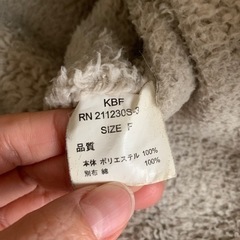 KBF
RN 211230S-3
SIZE F
品質
本体 ポリエステル 100%
別布 綿 100%